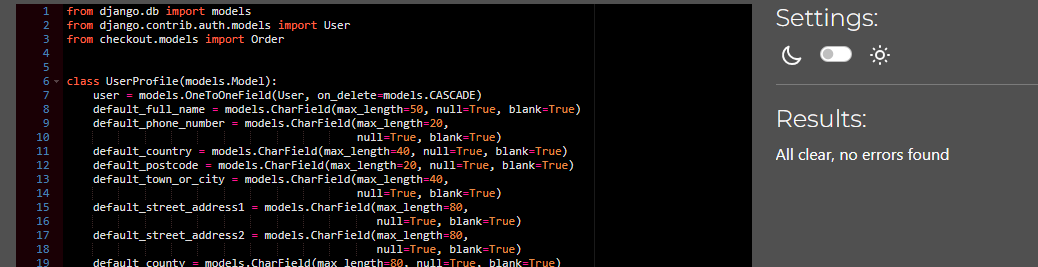 1 from django.db import models
2 from django.contrib.auth.models import User
3 from checkout.models import Order
4
5
6 class UserProfile(models.Model):
7     user = models.OneToOneField(User, on_delete=models.CASCADE)
8     default_full_name = models.CharField(max_length=50, null=True, blank=True)
9     default_phone_number = models.CharField(max_length=20,
10                                             null=True, blank=True)
11     default_country = models.CharField(max_length=40, null=True, blank=True)
12     default_postcode = models.CharField(max_length=20, null=True, blank=True)
13     default_town_or_city = models.CharField(max_length=40,
14                                             null=True, blank=True)
15     default_street_address1 = models.CharField(max_length=80,
16                                                null=True, blank=True)
17     default_street_address2 = models.CharField(max_length=80,
18                                                null=True, blank=True)
19     default_county = models.CharField(max_length=80, null=True, blank=True)
Settings:
Results:
All clear, no errors found